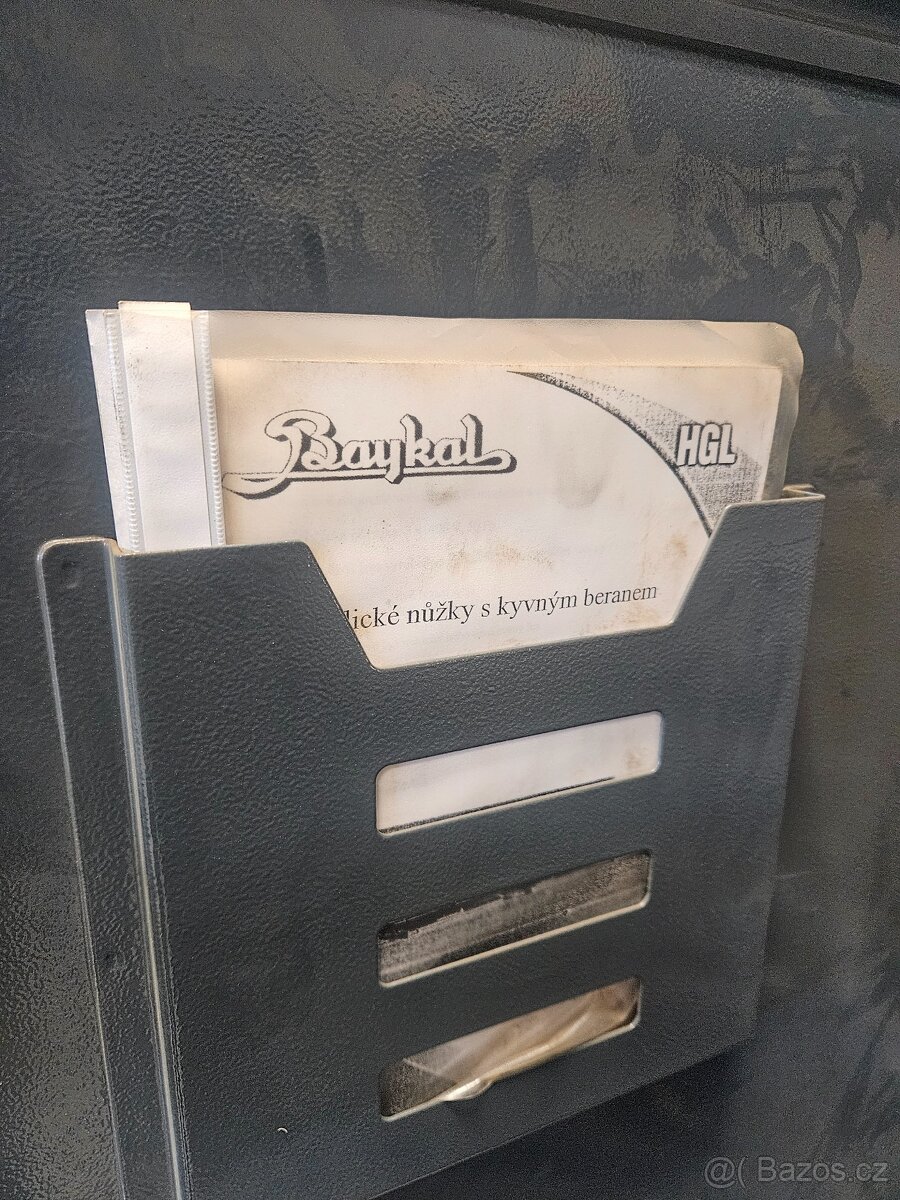 Baykal
HGL
lické nůžky s kyvným beranem
@( Bazos.cz